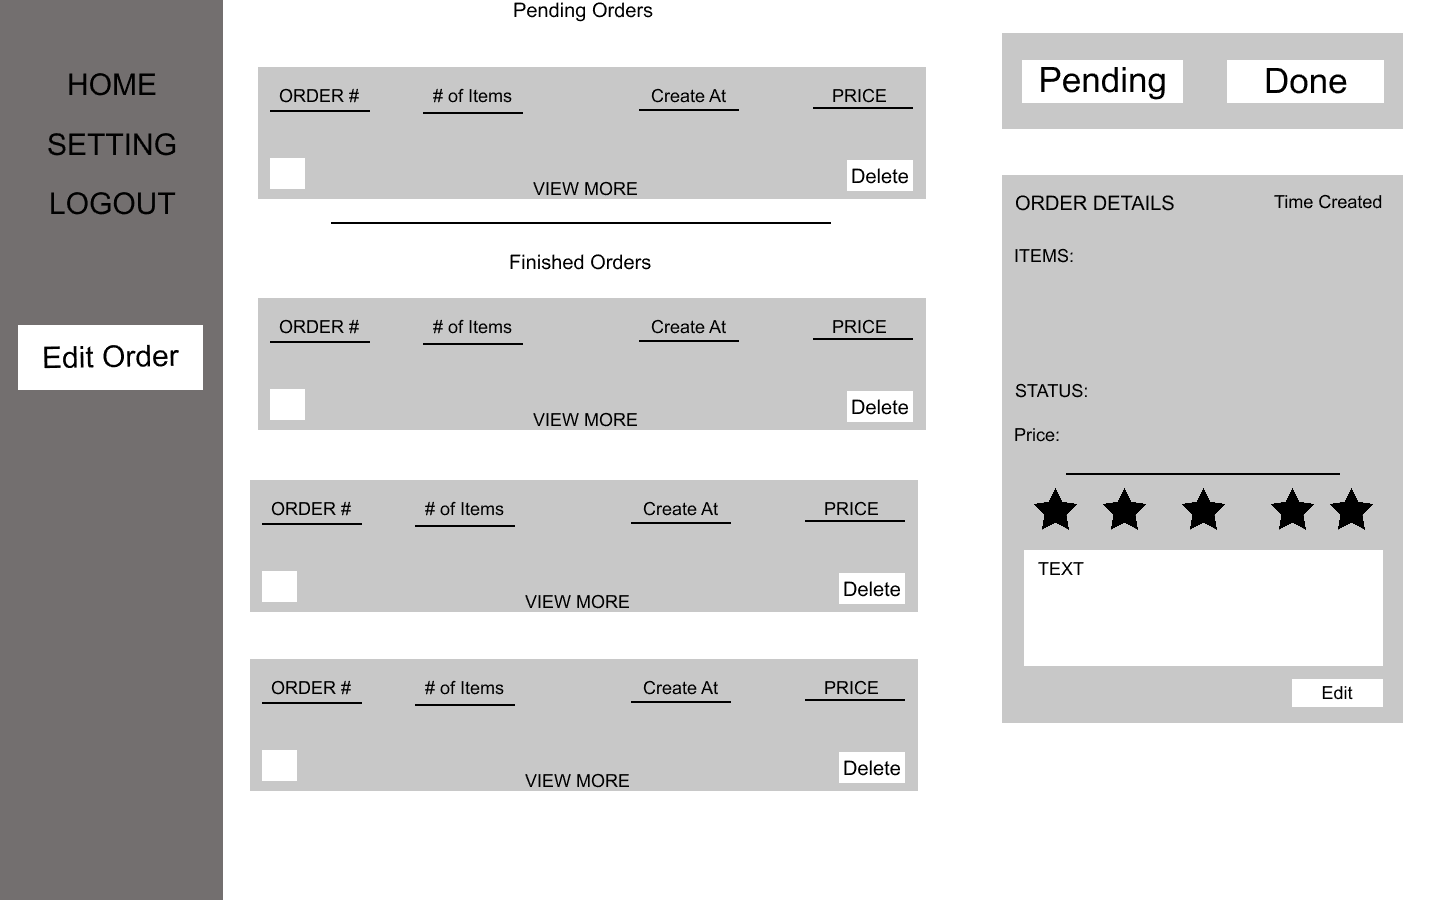 HOME
SETTING
LOGOUT
Edit Order
Pending Orders
ORDER # # of Items Create At PRICE
VIEW MORE Delete
Finished Orders
ORDER # # of Items Create At PRICE
VIEW MORE Delete
ORDER # # of Items Create At PRICE
VIEW MORE Delete
ORDER # # of Items Create At PRICE
VIEW MORE Delete
Pending Done
ORDER DETAILS Time Created
ITEMS:
STATUS:
Price:
TEXT
Edit